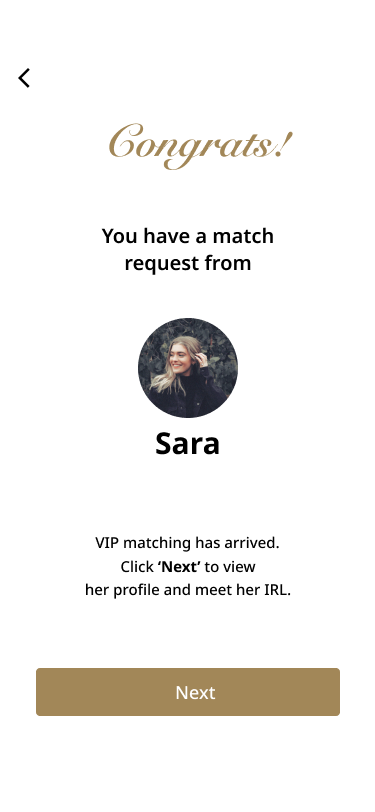 Congrats!
You have a match
request from
Sara
VIP matching has arrived.
Click ‘Next’ to view
her profile and meet her IRL.
Next